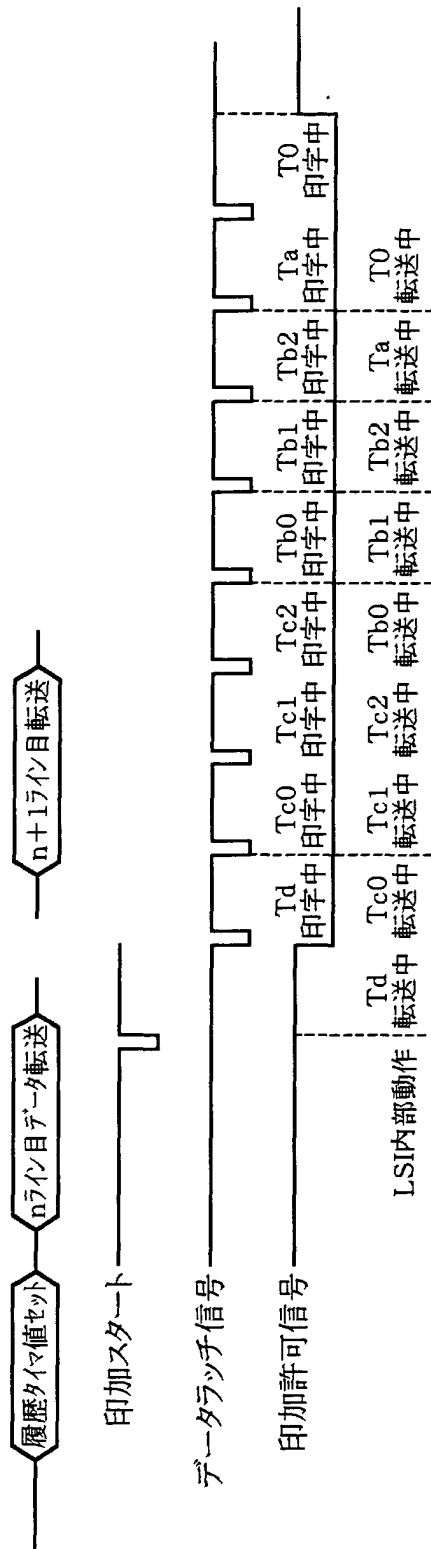 履歴タイマ値セット
nライン目データ転送
n+1ライン目転送
印加スタート
データラッチ信号
印加許可信号
Td
印字中
Tc0
印字中
Tc1
印字中
Tc2
印字中
Tb0
印字中
Tb1
印字中
Tb2
印字中
Ta
印字中
T0
印字中
LSI内部動作
Td
転送中
Tc0
転送中
Tc1
転送中
Tc2
転送中
Tb0
転送中
Tb1
転送中
Tb2
転送中
Ta
転送中
T0
転送中